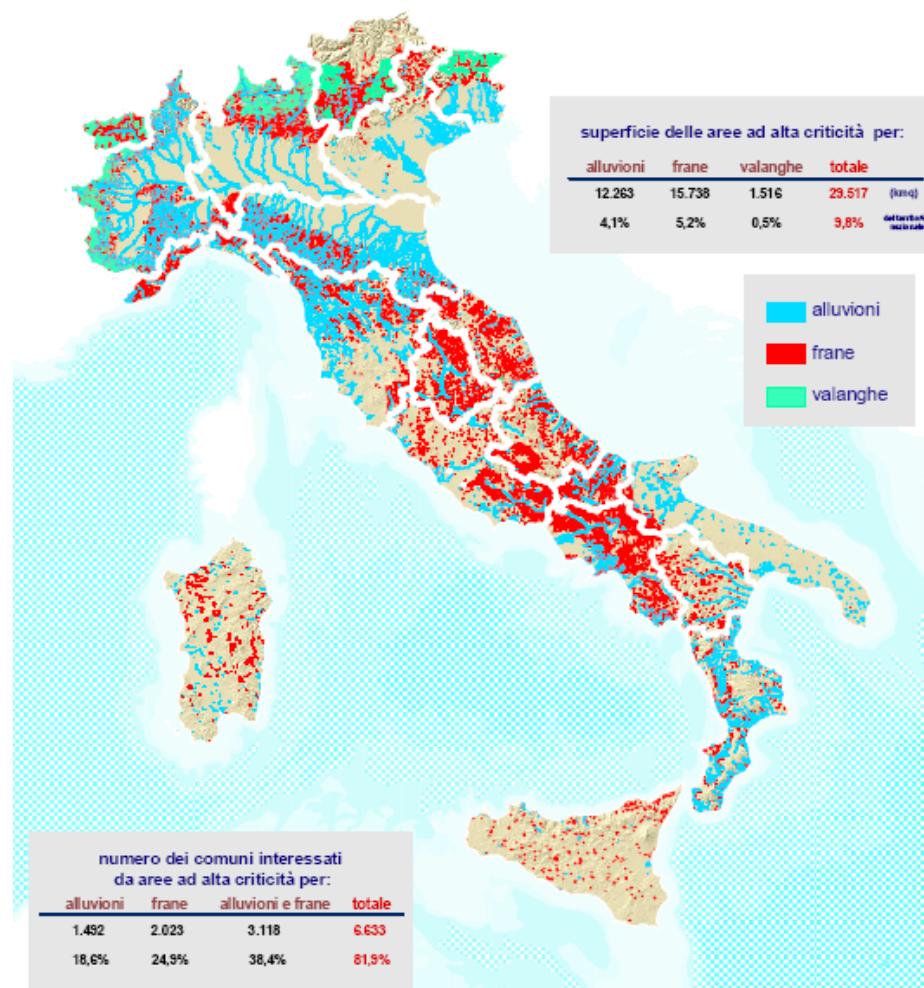 superficie delle aree ad alta criticità per:
alluvioni frane valanghe totale
12.263 15.738 1.516 29.517 (kmq)
4,1% 5,2% 0,5% 9,8% del territorio nazionale
alluvioni
frane
valanghe
numero dei comuni interessati
da aree ad alta criticità per:
alluvioni frane alluvioni e frane totale
1.492 2.023 3.118 6.633
18,6% 24,9% 38,4% 81,9%